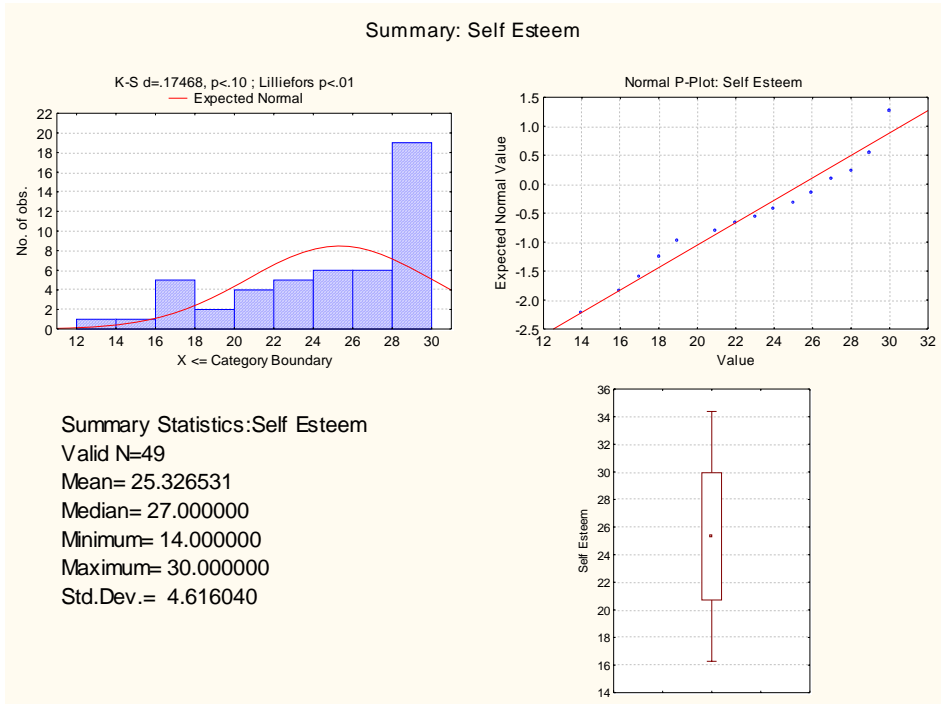 Summary: Self Esteem
K-S d=.17468, p<.10 ; Lilliefors p<.01
Expected Normal
22
20
18
16
14
12
10
8
6
4
2
0
No. of obs.
12 14 16 18 20 22 24 26 28 30
X <= Category Boundary
Normal P-Plot: Self Esteem
1.5
1.0
0.5
0.0
-0.5
-1.0
-1.5
-2.0
-2.5
Expected Normal Value
12 14 16 18 20 22 24 26 28 30 32
Value
Summary Statistics:Self Esteem
Valid N=49
Mean= 25.326531
Median= 27.000000
Minimum= 14.000000
Maximum= 30.000000
Std.Dev.= 4.616040
36
34
32
30
28
26
24
22
20
18
16
14
Self Esteem